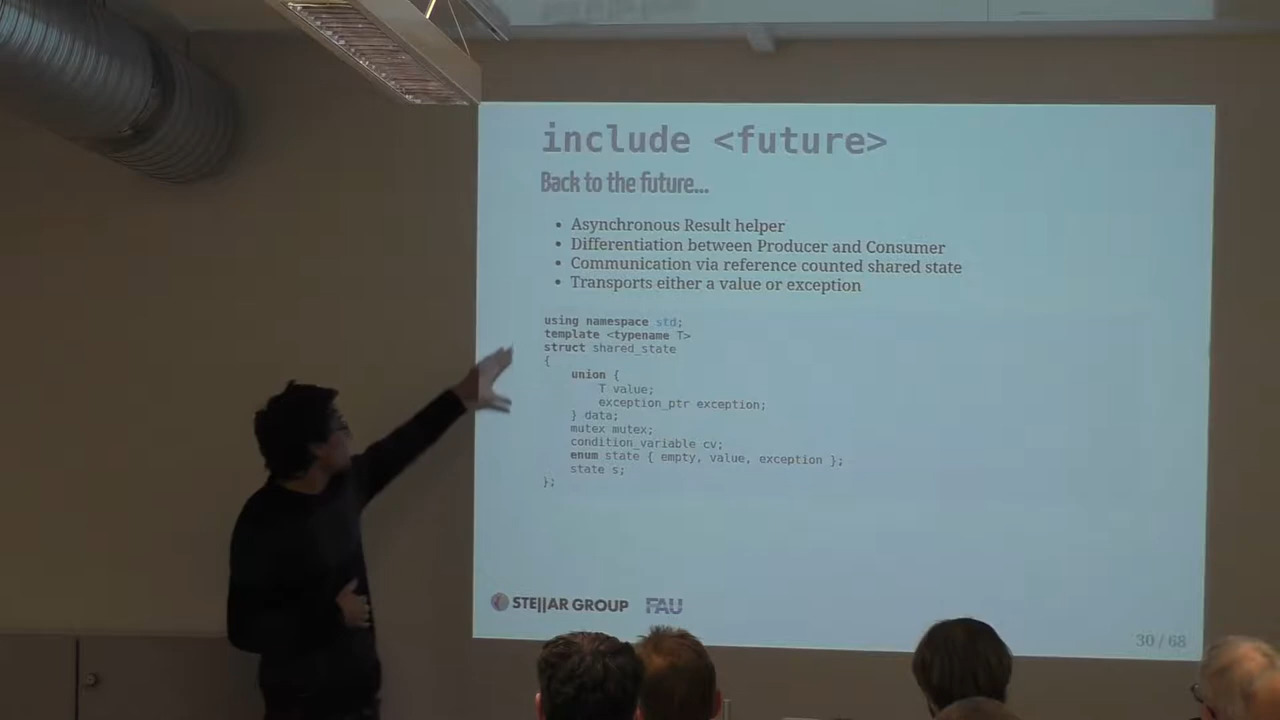 include <future>
Back to the future...
• Asynchronous Result helper
• Differentiation between Producer and Consumer
• Communication via reference counted shared state
• Transports either a value or exception
using namespace std;
template <typename T>
struct shared_state
{
    union {
        T value;
        exception_ptr exception;
    } data;
    mutex mutex;
    condition_variable cv;
    enum state { empty, value, exception };
    state s;
};
STE||AR GROUP FAU
30 / 68